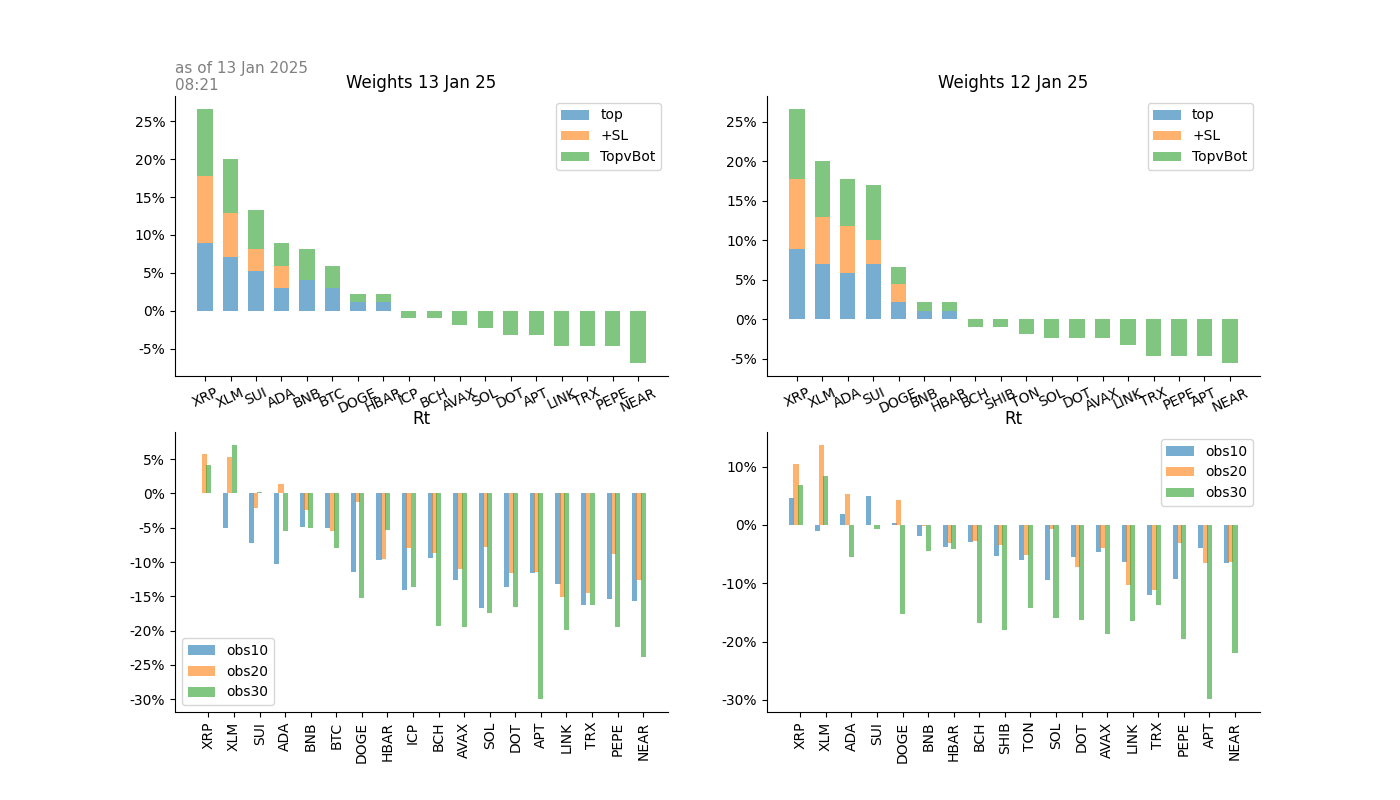 as of 13 Jan 2025
08:21
Weights 13 Jan 25
25%
20%
15%
10%
5%
0%
-5%
top
+SL
TopvBot
XRP XLM SUI ADA BNB BTC DOGE HBAR ICP BCH AVAX SOL DOT APT LINK TRX PEPE NEAR
Weights 12 Jan 25
25%
20%
15%
10%
5%
0%
-5%
top
+SL
TopvBot
XRP XLM ADA SUI DOGE BNB HBAR BCH SHIB TON SOL DOT AVAX LINK TRX PEPE APT NEAR
Rt
5%
0%
-5%
-10%
-15%
-20%
-25%
-30%
obs10
obs20
obs30
XRP XLM SUI ADA BNB BTC DOGE HBAR ICP BCH AVAX SOL DOT APT LINK TRX PEPE NEAR
Rt
10%
0%
-10%
-20%
-30%
obs10
obs20
obs30
XRP XLM ADA SUI DOGE BNB HBAR BCH SHIB TON SOL DOT AVAX LINK TRX PEPE APT NEAR